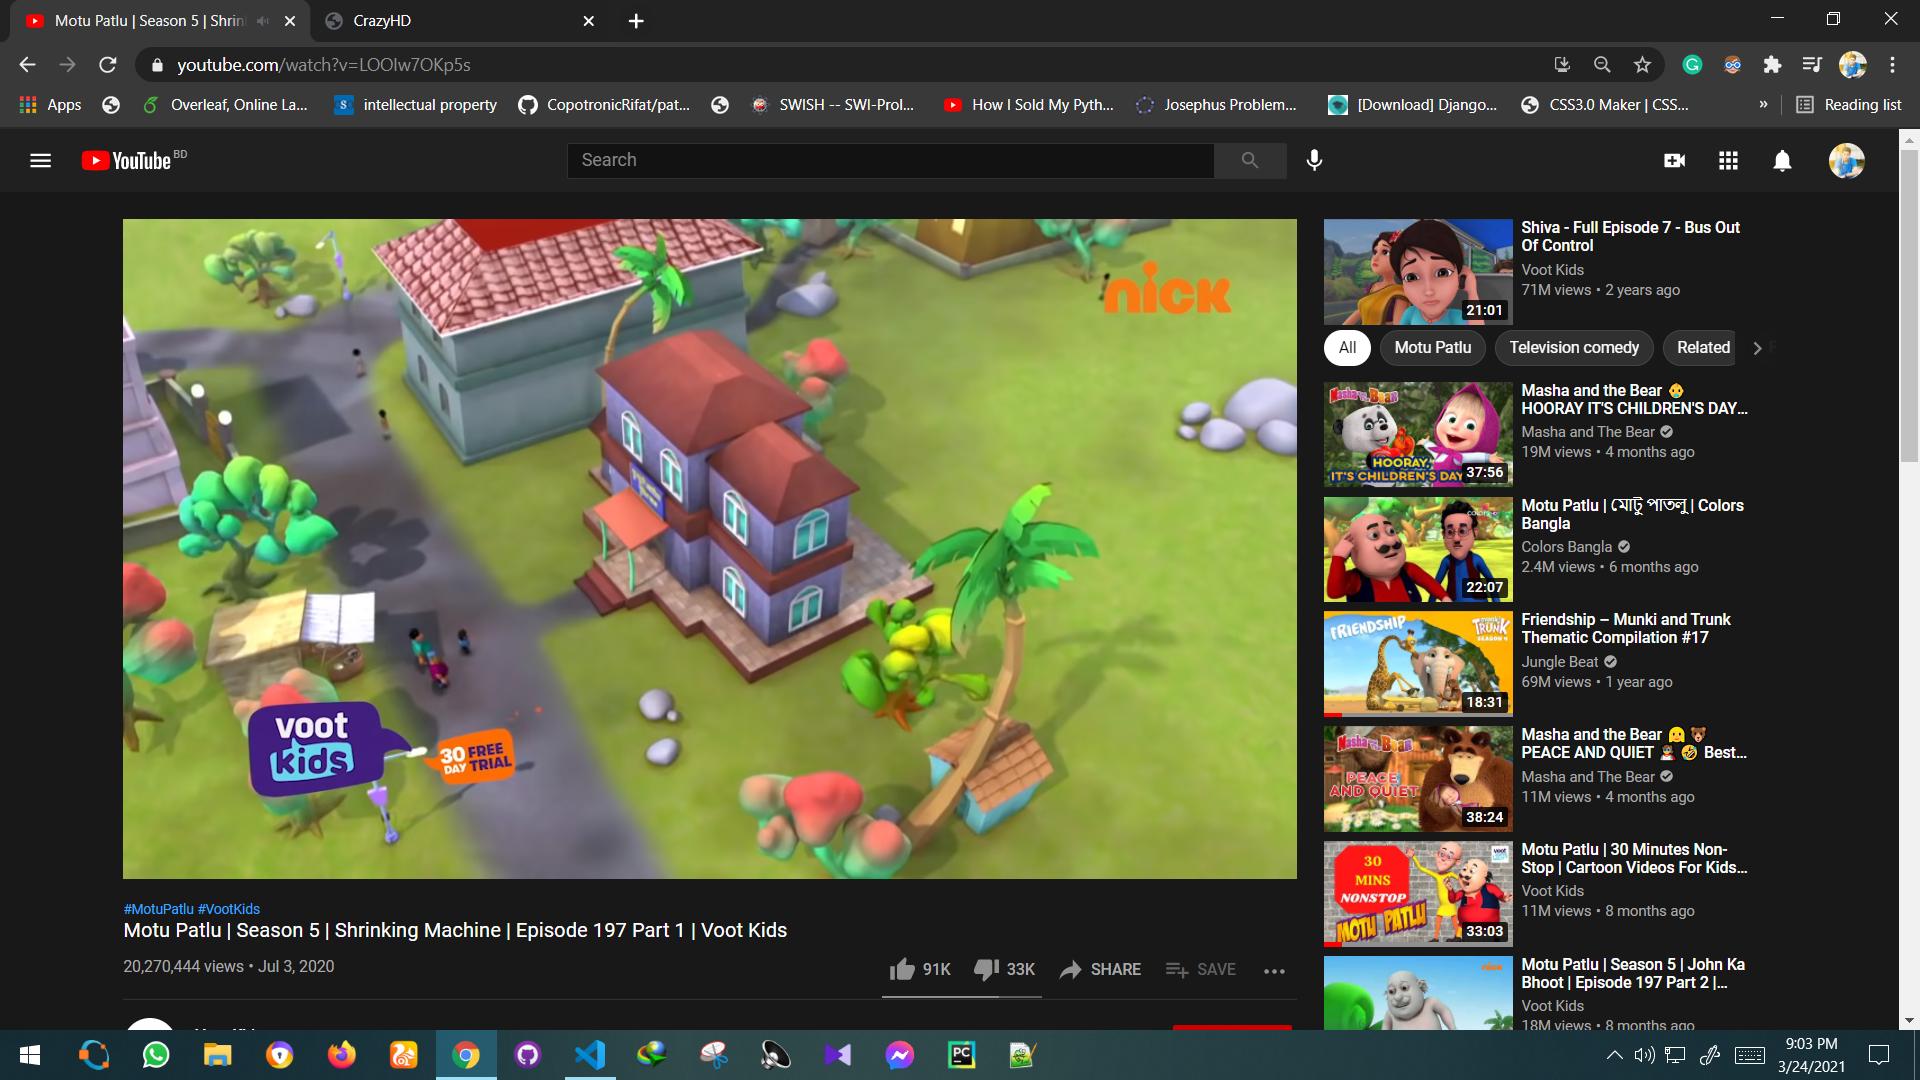 Motu Patlu | Season 5 | Shrin
CrazyHD
youtube.com/watch?v=LOOIw7OKp5s
Apps
Overleaf, Online La...
intellectual property
CopotronicRifat/pat...
SWISH -- SWI-Prol...
How I Sold My Pyth...
Josephus Problem...
[Download] Django...
CSS3.0 Maker | CSS...
»
Reading list
YouTube BD
Search
nick
voot
kids
30 DAY FREE TRIAL
#MotuPatlu #VootKids
Motu Patlu | Season 5 | Shrinking Machine | Episode 197 Part 1 | Voot Kids
20,270,444 views • Jul 3, 2020
91K
33K
SHARE
SAVE
Shiva - Full Episode 7 - Bus Out
Of Control
Voot Kids
71M views • 2 years ago
21:01
All
Motu Patlu
Television comedy
Related
Masha and the Bear 👶
HOORAY IT'S CHILDREN'S DAY...
Masha and The Bear
19M views • 4 months ago
HOORAY,
IT'S CHILDREN'S DAY
37:56
Motu Patlu | মোটু পাতলু | Colors
Bangla
Colors Bangla
2.4M views • 6 months ago
22:07
Friendship – Munki and Trunk
Thematic Compilation #17
Jungle Beat
69M views • 1 year ago
FRIENDSHIP
munki
TRUNK
18:31
Masha and the Bear 👱‍♀️🐻
PEACE AND QUIET 🤣 Best...
Masha and The Bear
11M views • 4 months ago
PEACE
AND QUIET
38:24
Motu Patlu | 30 Minutes Non-
Stop | Cartoon Videos For Kids...
Voot Kids
11M views • 8 months ago
30
MINS
NONSTOP
MOTU PATLU
33:03
Motu Patlu | Season 5 | John Ka
Bhoot | Episode 197 Part 2 |...
Voot Kids
18M views • 8 months ago
nick
PC
9:03 PM
3/24/2021